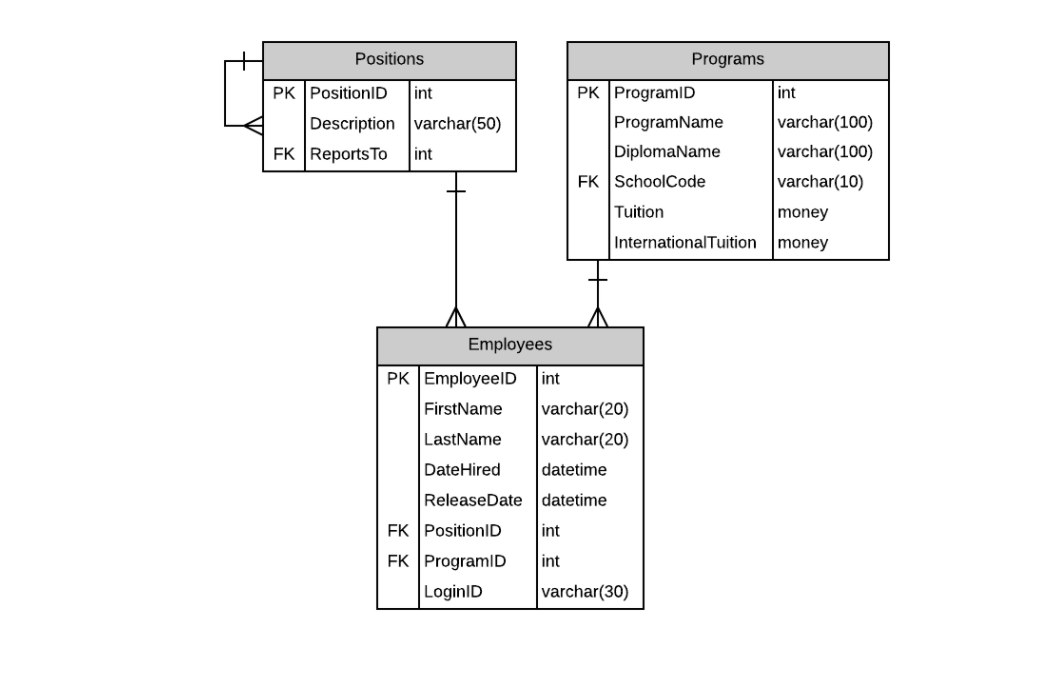 Positions
PK PositionID int
Description varchar(50)
FK ReportsTo int
Programs
PK ProgramID int
ProgramName varchar(100)
DiplomaName varchar(100)
FK SchoolCode varchar(10)
Tuition money
InternationalTuition money
Employees
PK EmployeeID int
FirstName varchar(20)
LastName varchar(20)
DateHired datetime
ReleaseDate datetime
FK PositionID int
FK ProgramID int
LoginID varchar(30)